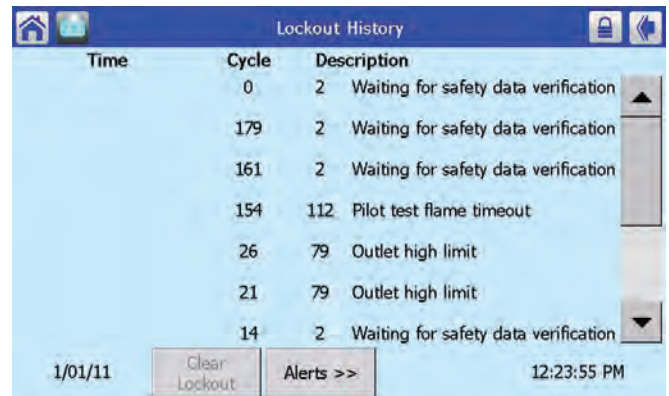 Lockout History
Time Cycle Description
0 2 Waiting for safety data verification
179 2 Waiting for safety data verification
161 2 Waiting for safety data verification
154 112 Pilot test flame timeout
26 79 Outlet high limit
21 79 Outlet high limit
14 2 Waiting for safety data verification
1/01/11 Clear Lockout Alerts >> 12:23:55 PM